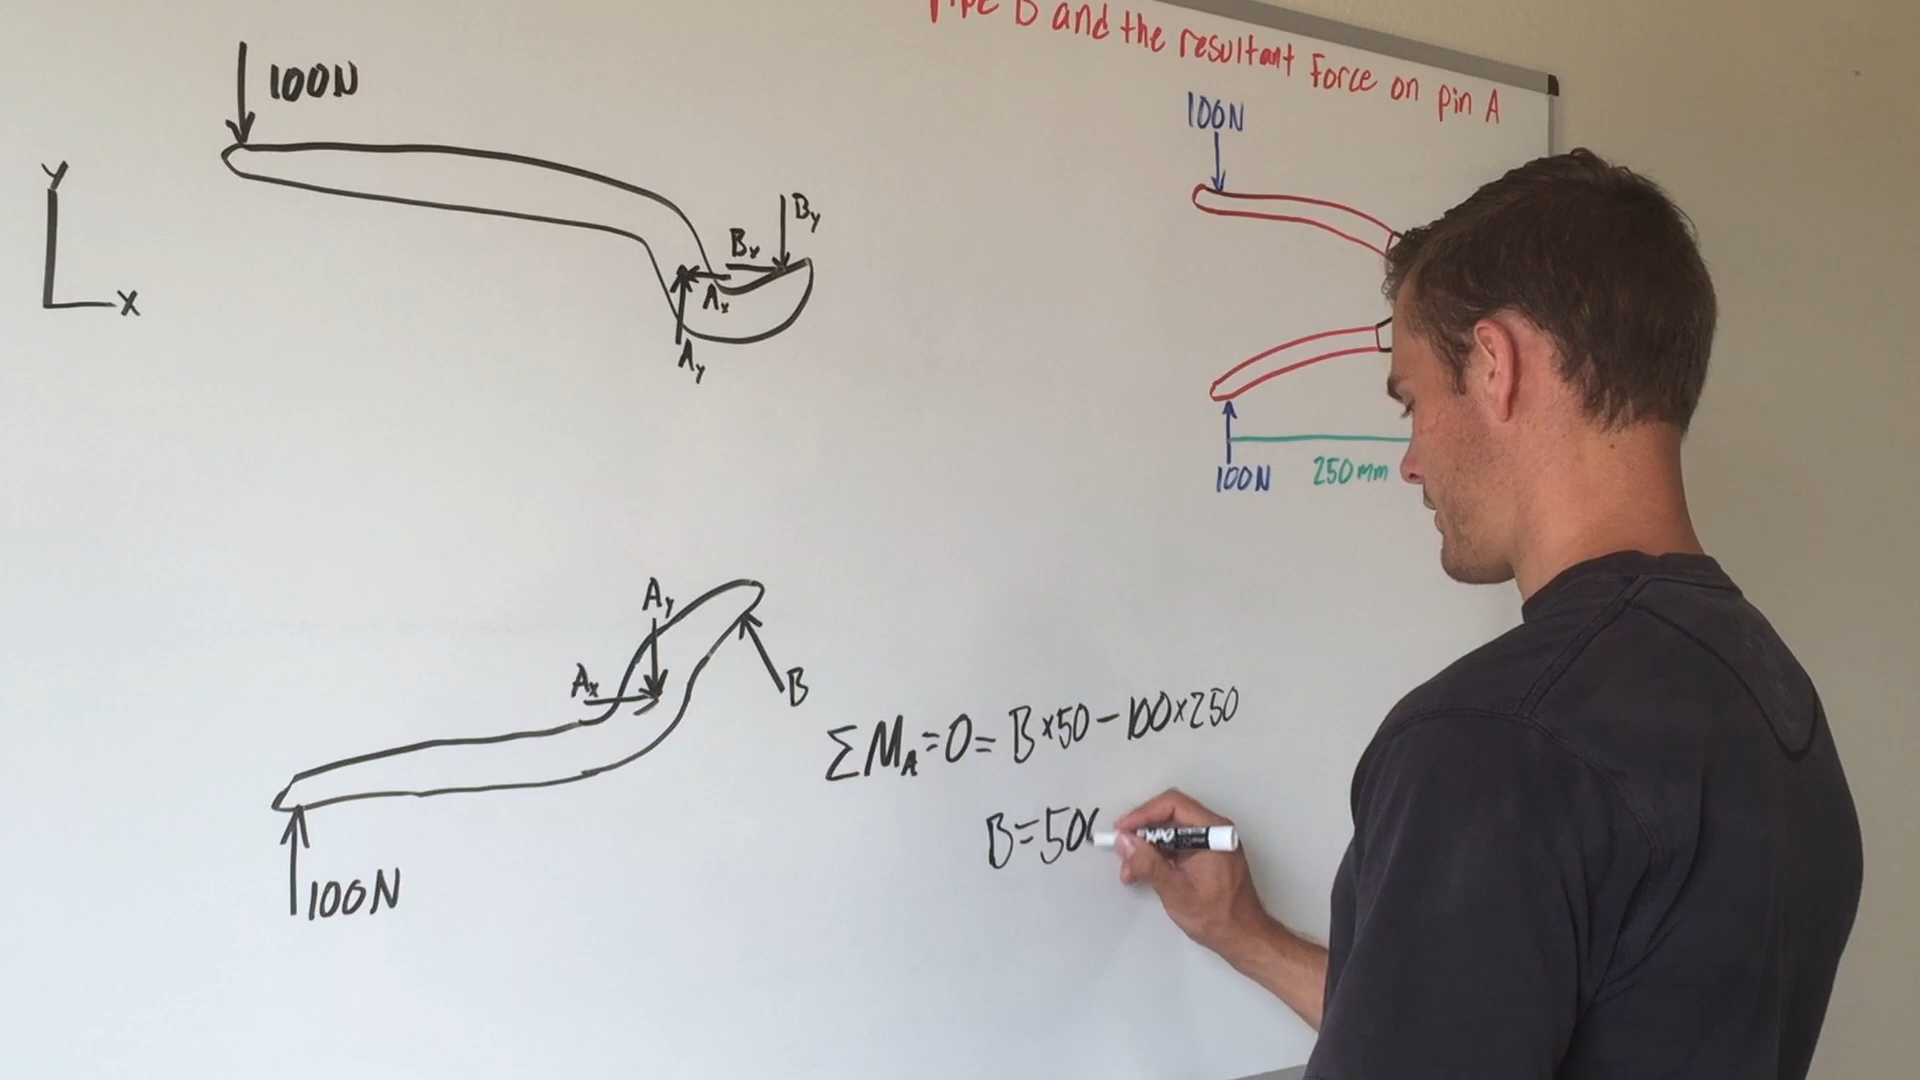 B and the resultant Force on pin A
100N
Y
X
By
Bx
Ax
Ay
100N
100N
250mm
Ay
Ax
B
100N
ΣM_A=0=B×50-100×250
B=500